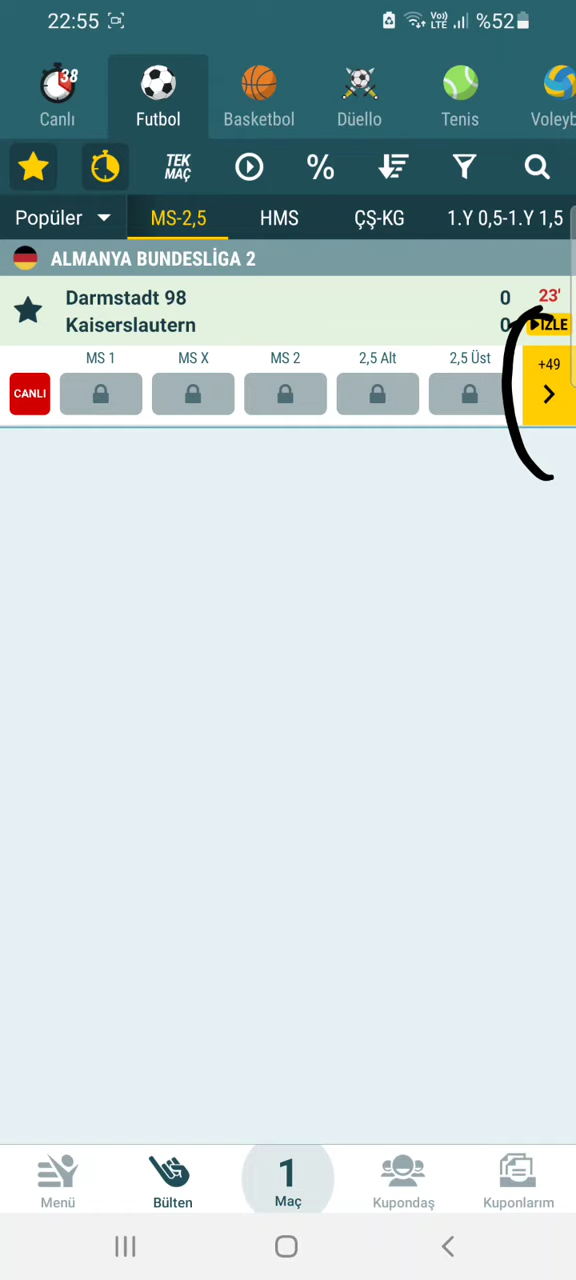 22:55 Vo) LTE %52
38
Canlı Futbol Basketbol Düello Tenis Voleyb
TEK MAÇ %
Popüler MS-2,5 HMS ÇŞ-KG 1.Y 0,5-1.Y 1,5
ALMANYA BUNDESLİGA 2
Darmstadt 98 0 23'
Kaiserslautern 0 İZLE
MS 1 MS X MS 2 2,5 Alt 2,5 Üst +49
CANLI
1
Menü Bülten Maç Kupondaş Kuponlarım